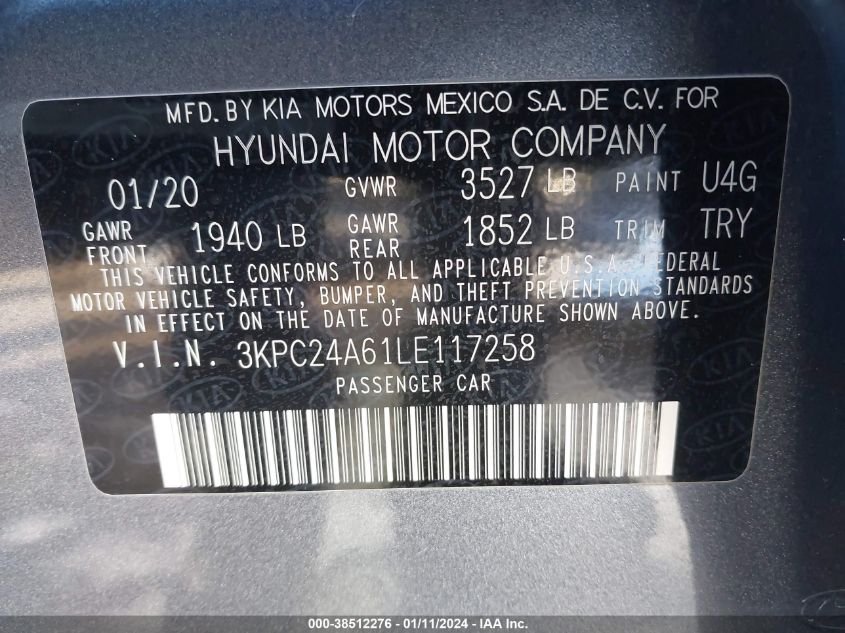 MFD. BY KIA MOTORS MEXICO S.A. DE C.V. FOR
HYUNDAI MOTOR COMPANY
01/20 GVWR 3527 LB PAINT U4G
GAWR FRONT 1940 LB GAWR REAR 1852 LB TRIM TRY
THIS VEHICLE CONFORMS TO ALL APPLICABLE U.S.A. FEDERAL
MOTOR VEHICLE SAFETY, BUMPER, AND THEFT PREVENTION STANDARDS
IN EFFECT ON THE DATE OF MANUFACTURE SHOWN ABOVE.
V.I.N. 3KPC24A61LE117258
PASSENGER CAR
000-38512276 - 01/11/2024 - IAAI.com